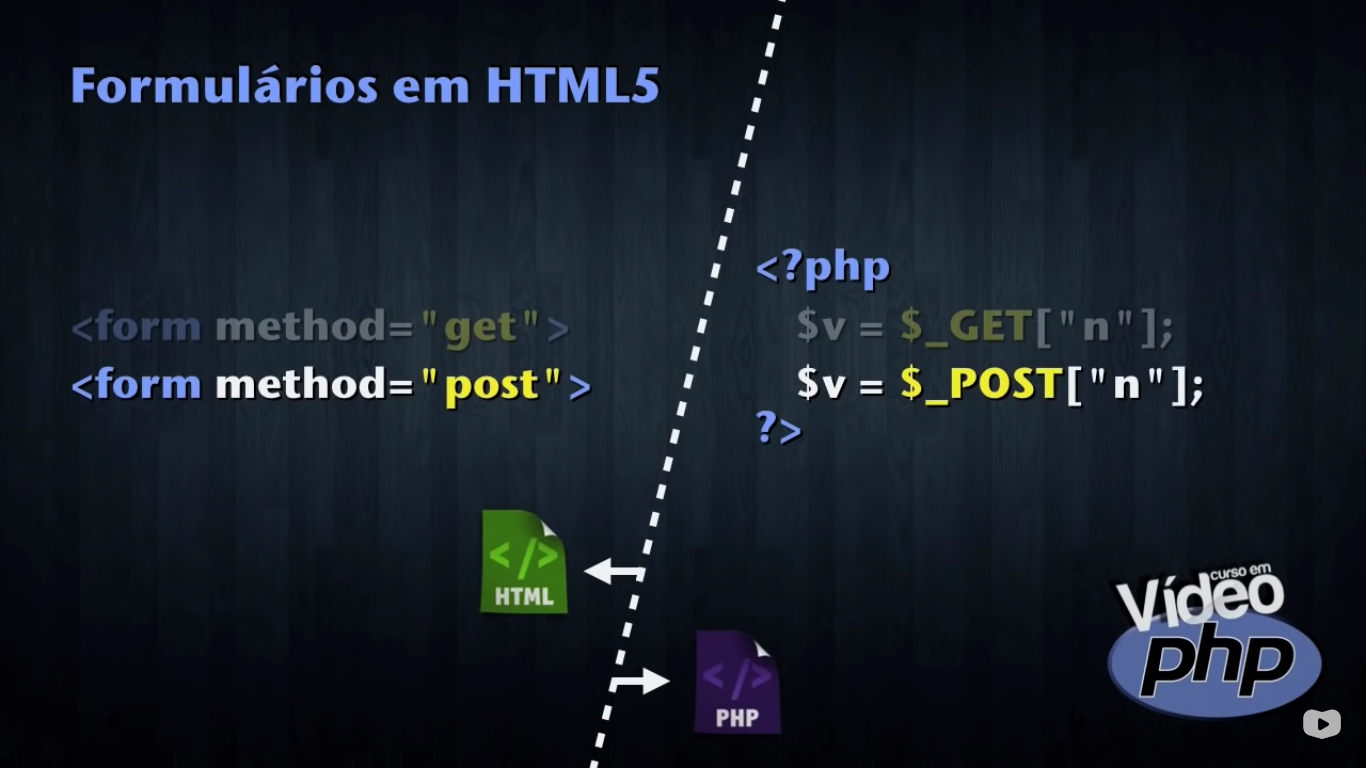 Formulários em HTML5
<form method="get">
<form method="post">
<?php
$v = $_GET["n"];
$v = $_POST["n"];
?>
</>
HTML
</>
PHP
curso em
Vídeo
php